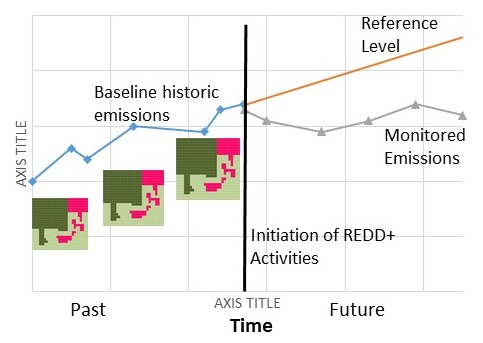 Reference
Level
Baseline historic
emissions
AXIS TITLE
Monitored
Emissions
Initiation of REDD+
Activities
AXIS TITLE
Past
Future
Time